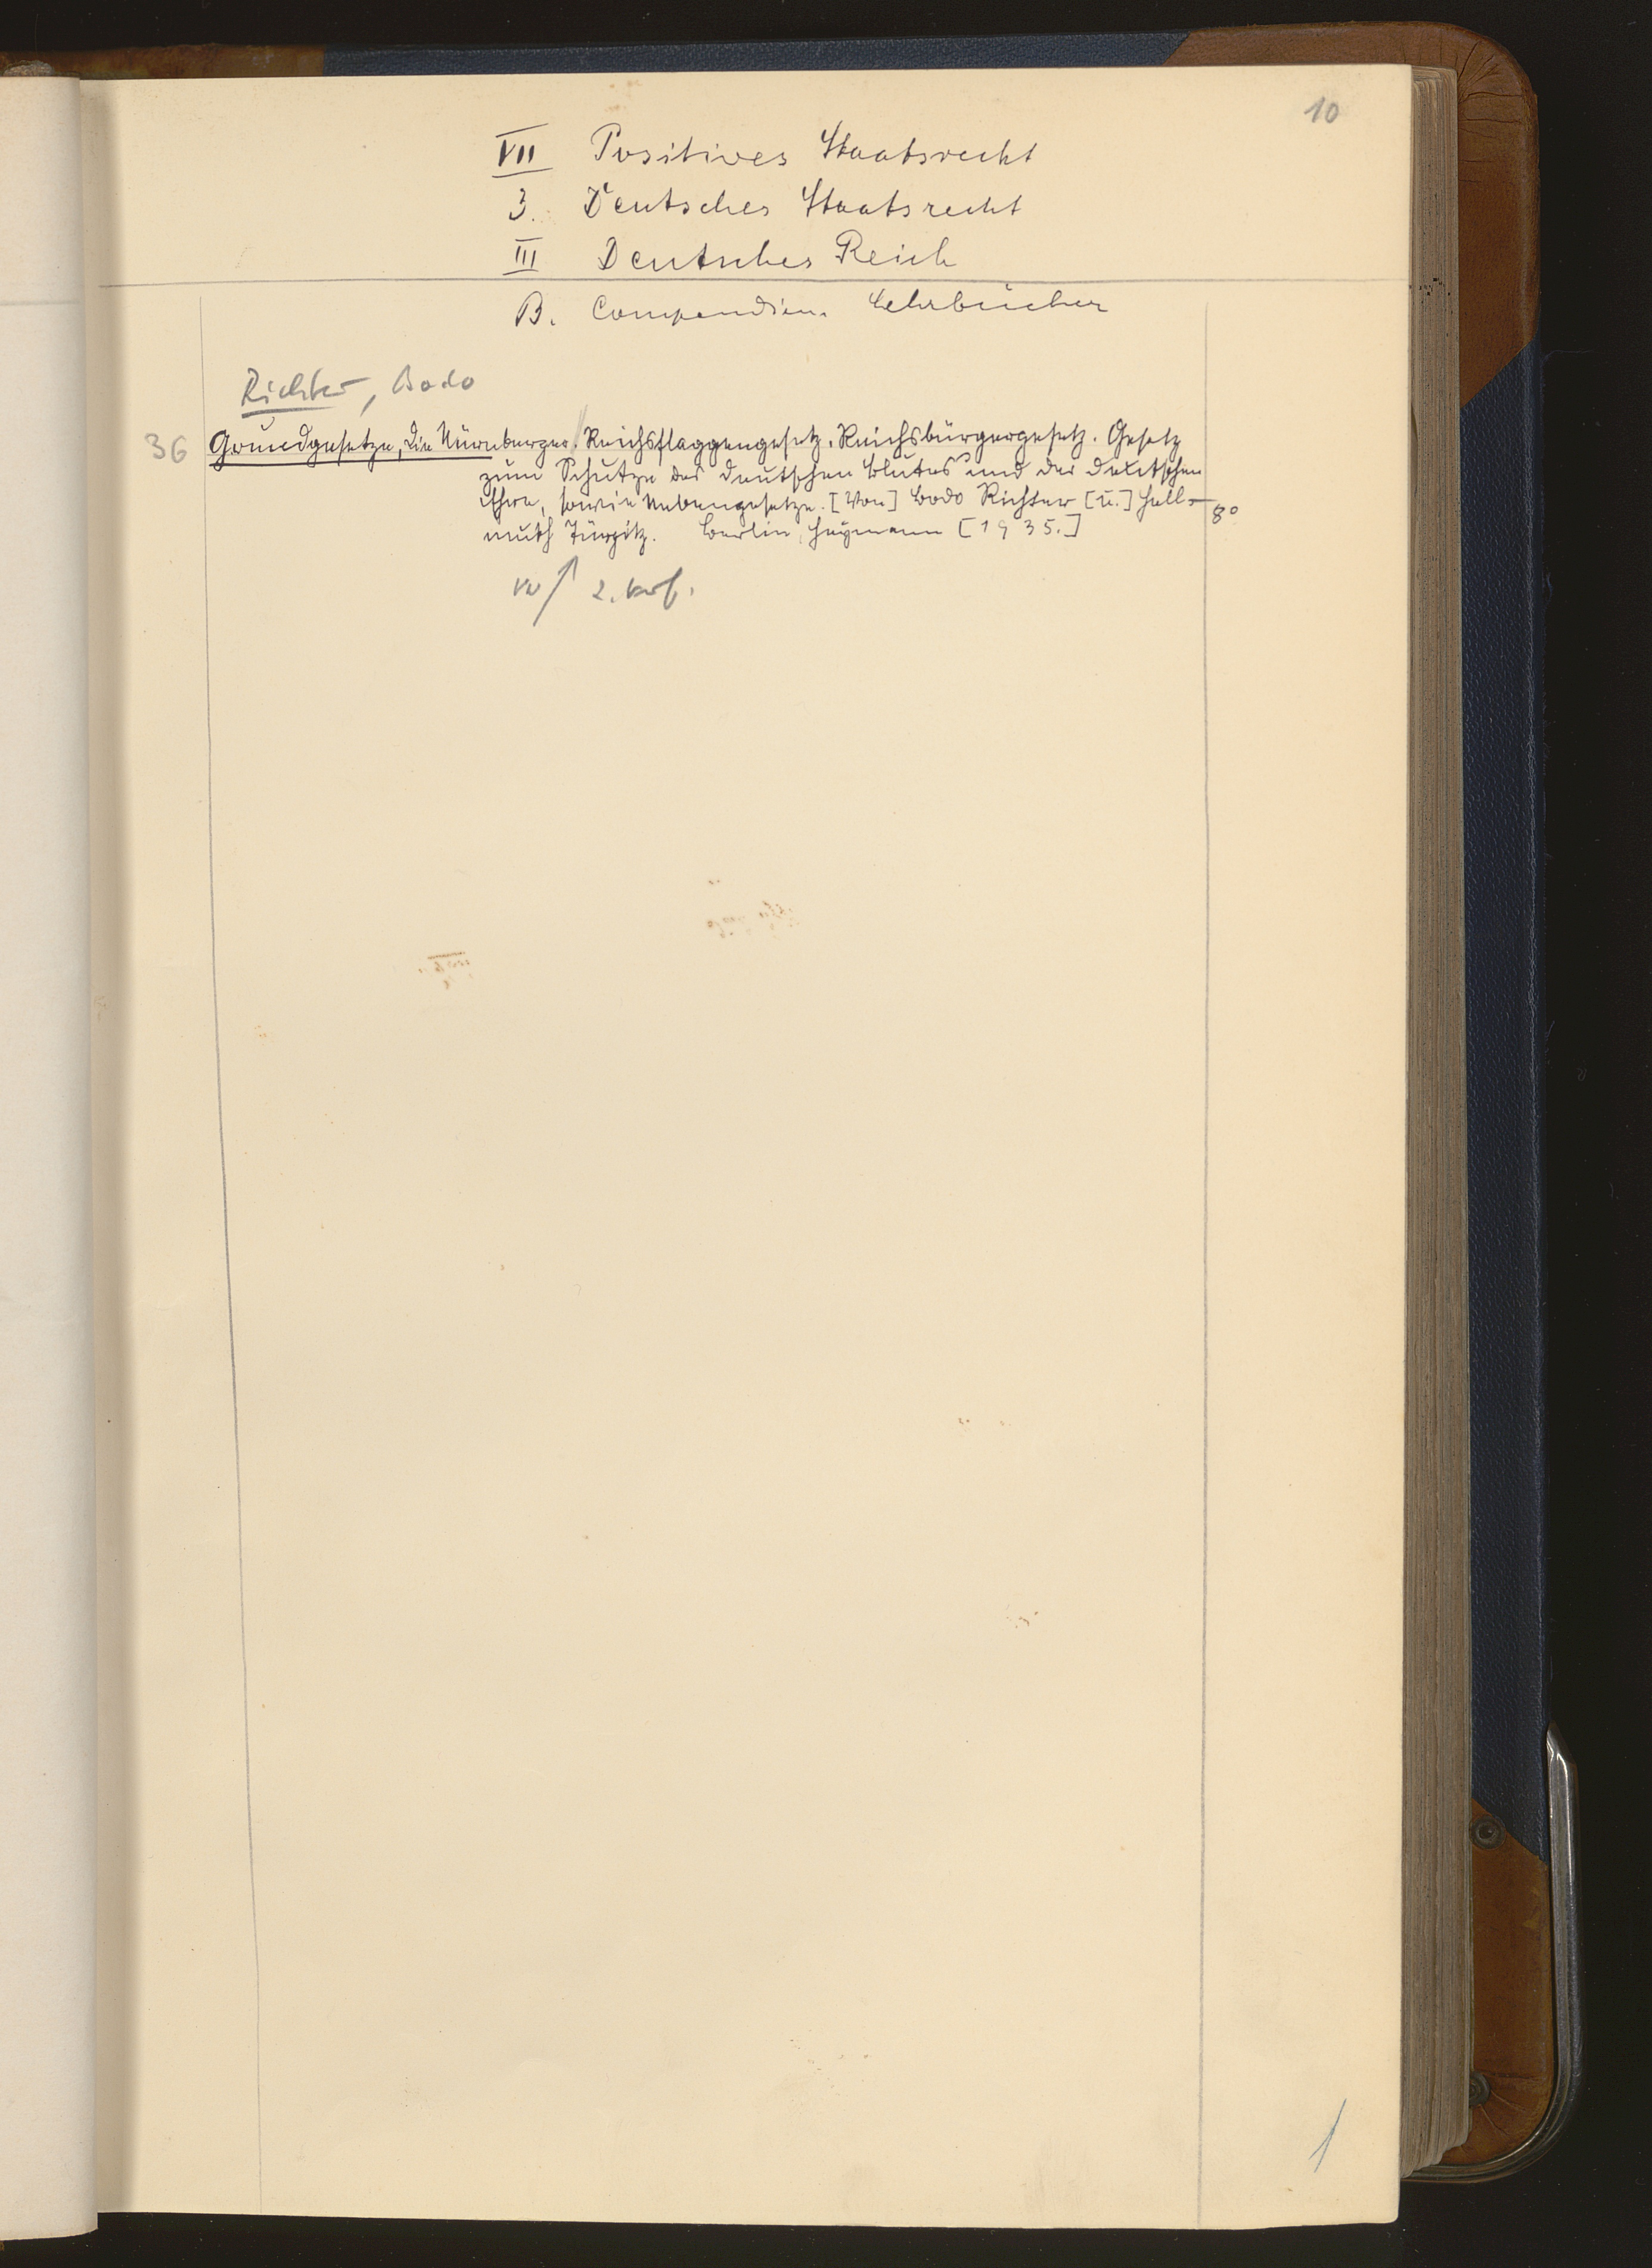 10
VII Positives Staatsrecht
3. Deutsches Staatsrecht
III Deutsches Reich
B. Compendien. Lehrbücher
Richter, Bodo
36 Grundgesetze, die Nürnberger. Reichsflaggengesetz. Reichsbürgergesetz. Gesetz
zum Schutze des deutschen Blutes und der deutschen
Ehre, sowie Nebengesetze. [Von] Bodo Richter [u.] Hell-
muth Türpitz. Berlin, Heymann [1935.] 8°
2.
1